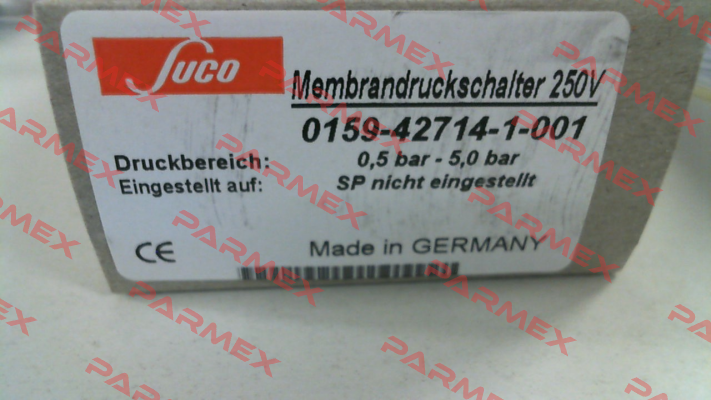 Suco
Membrandruckschalter 250V
0159-42714-1-001
Druckbereich: 0,5 bar - 5,0 bar
Eingestellt auf: SP nicht eingestellt
CE Made in GERMANY
PARMEX